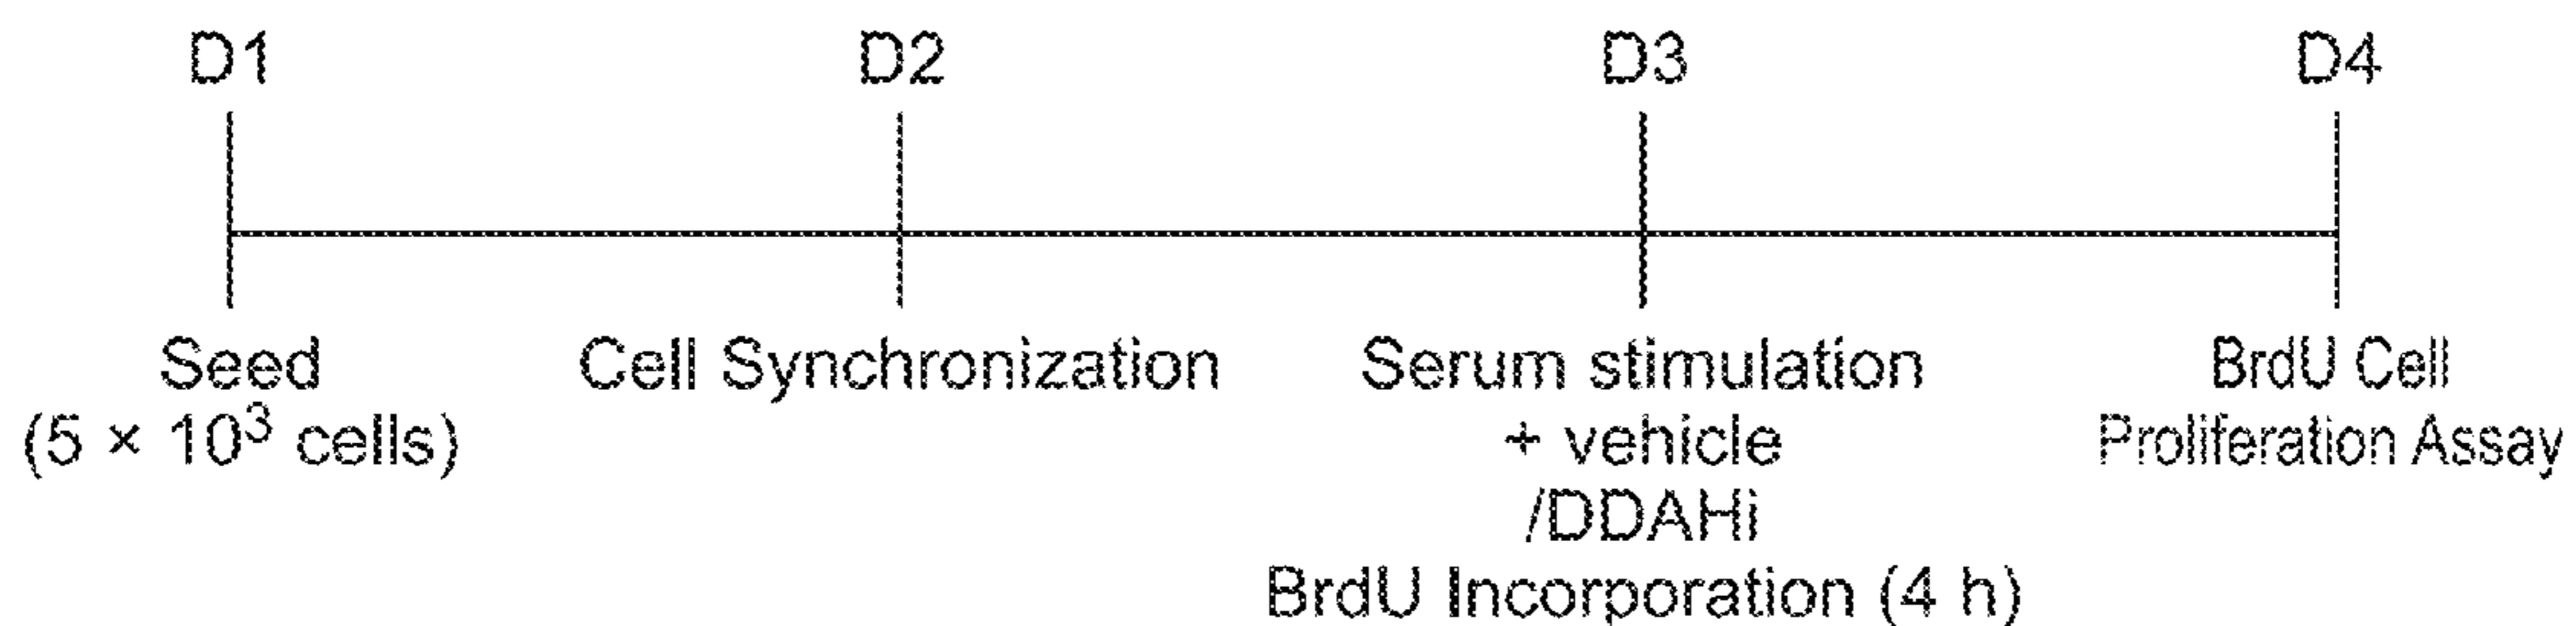 D1 D2 D3 D4
Seed Cell Synchronization Serum stimulation BrdU Cell
(5 × 10³ cells) + vehicle Proliferation Assay
/DDAHi
BrdU Incorporation (4 h)